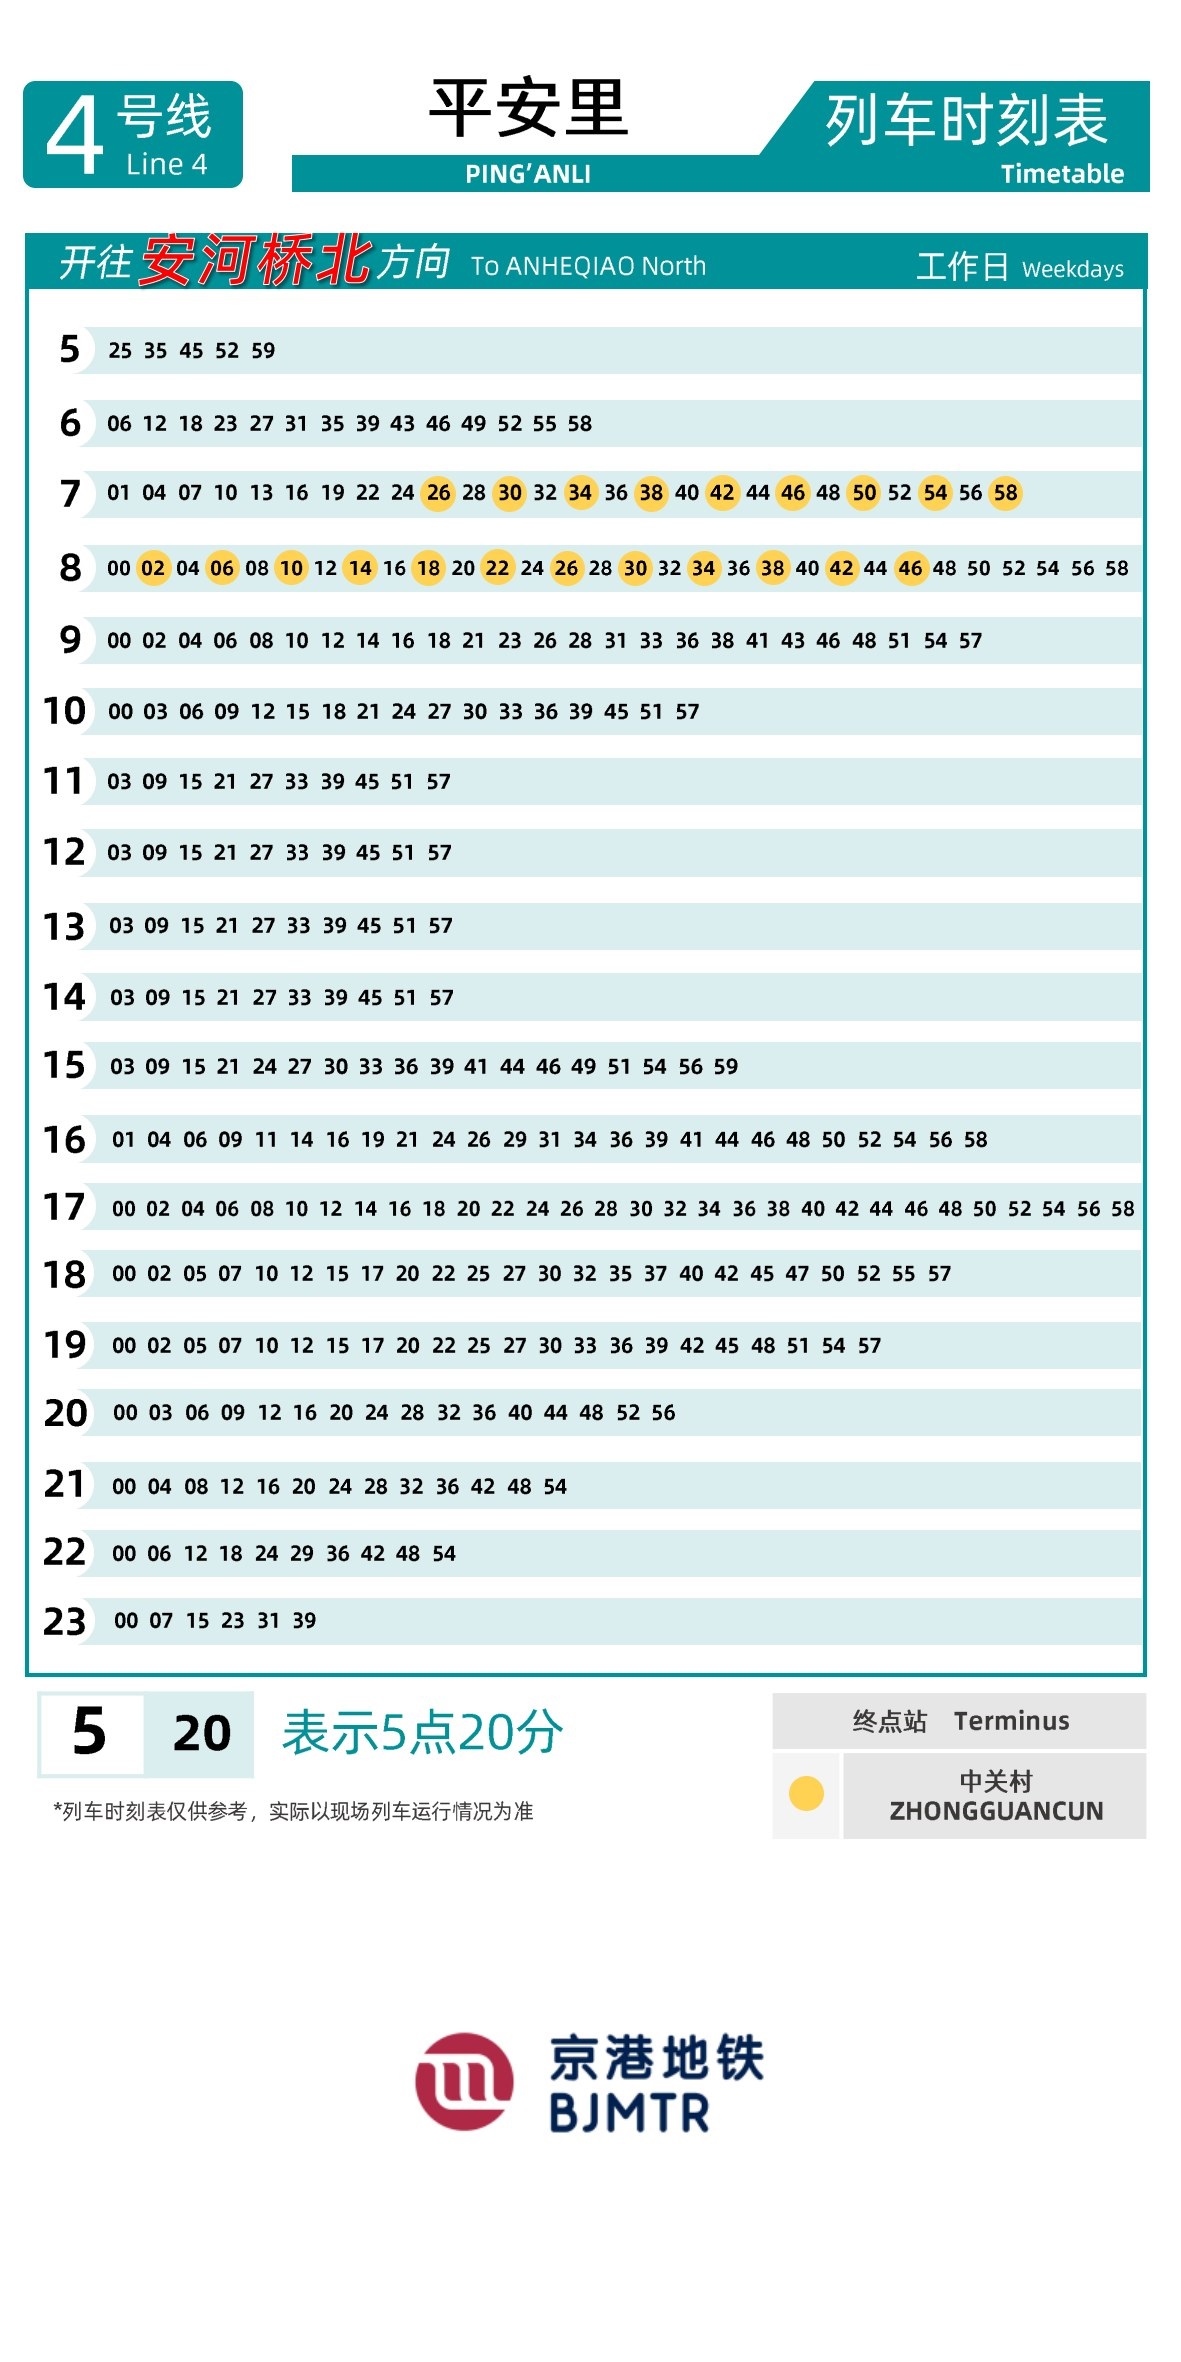 4 号线
Line 4
平安里
PING'ANLI
列车时刻表
Timetable
开往 安河桥北 方向 To ANHEQIAO North 工作日 Weekdays
5 25 35 45 52 59
6 06 12 18 23 27 31 35 39 43 46 49 52 55 58
7 01 04 07 10 13 16 19 22 24 26 28 30 32 34 36 38 40 42 44 46 48 50 52 54 56 58
8 00 02 04 06 08 10 12 14 16 18 20 22 24 26 28 30 32 34 36 38 40 42 44 46 48 50 52 54 56 58
9 00 02 04 06 08 10 12 14 16 18 21 23 26 28 31 33 36 38 41 43 46 48 51 54 57
10 00 03 06 09 12 15 18 21 24 27 30 33 36 39 45 51 57
11 03 09 15 21 27 33 39 45 51 57
12 03 09 15 21 27 33 39 45 51 57
13 03 09 15 21 27 33 39 45 51 57
14 03 09 15 21 27 33 39 45 51 57
15 03 09 15 21 24 27 30 33 36 39 41 44 46 49 51 54 56 59
16 01 04 06 09 11 14 16 19 21 24 26 29 31 34 36 39 41 44 46 48 50 52 54 56 58
17 00 02 04 06 08 10 12 14 16 18 20 22 24 26 28 30 32 34 36 38 40 42 44 46 48 50 52 54 56 58
18 00 02 05 07 10 12 15 17 20 22 25 27 30 32 35 37 40 42 45 47 50 52 55 57
19 00 02 05 07 10 12 15 17 20 22 25 27 30 33 36 39 42 45 48 51 54 57
20 00 03 06 09 12 16 20 24 28 32 36 40 44 48 52 56
21 00 04 08 12 16 20 24 28 32 36 42 48 54
22 00 06 12 18 24 29 36 42 48 54
23 00 07 15 23 31 39
5 20 表示5点20分
*列车时刻表仅供参考，实际以现场列车运行情况为准
终点站 Terminus
中关村
ZHONGGUANCUN
京港地铁
BJMTR